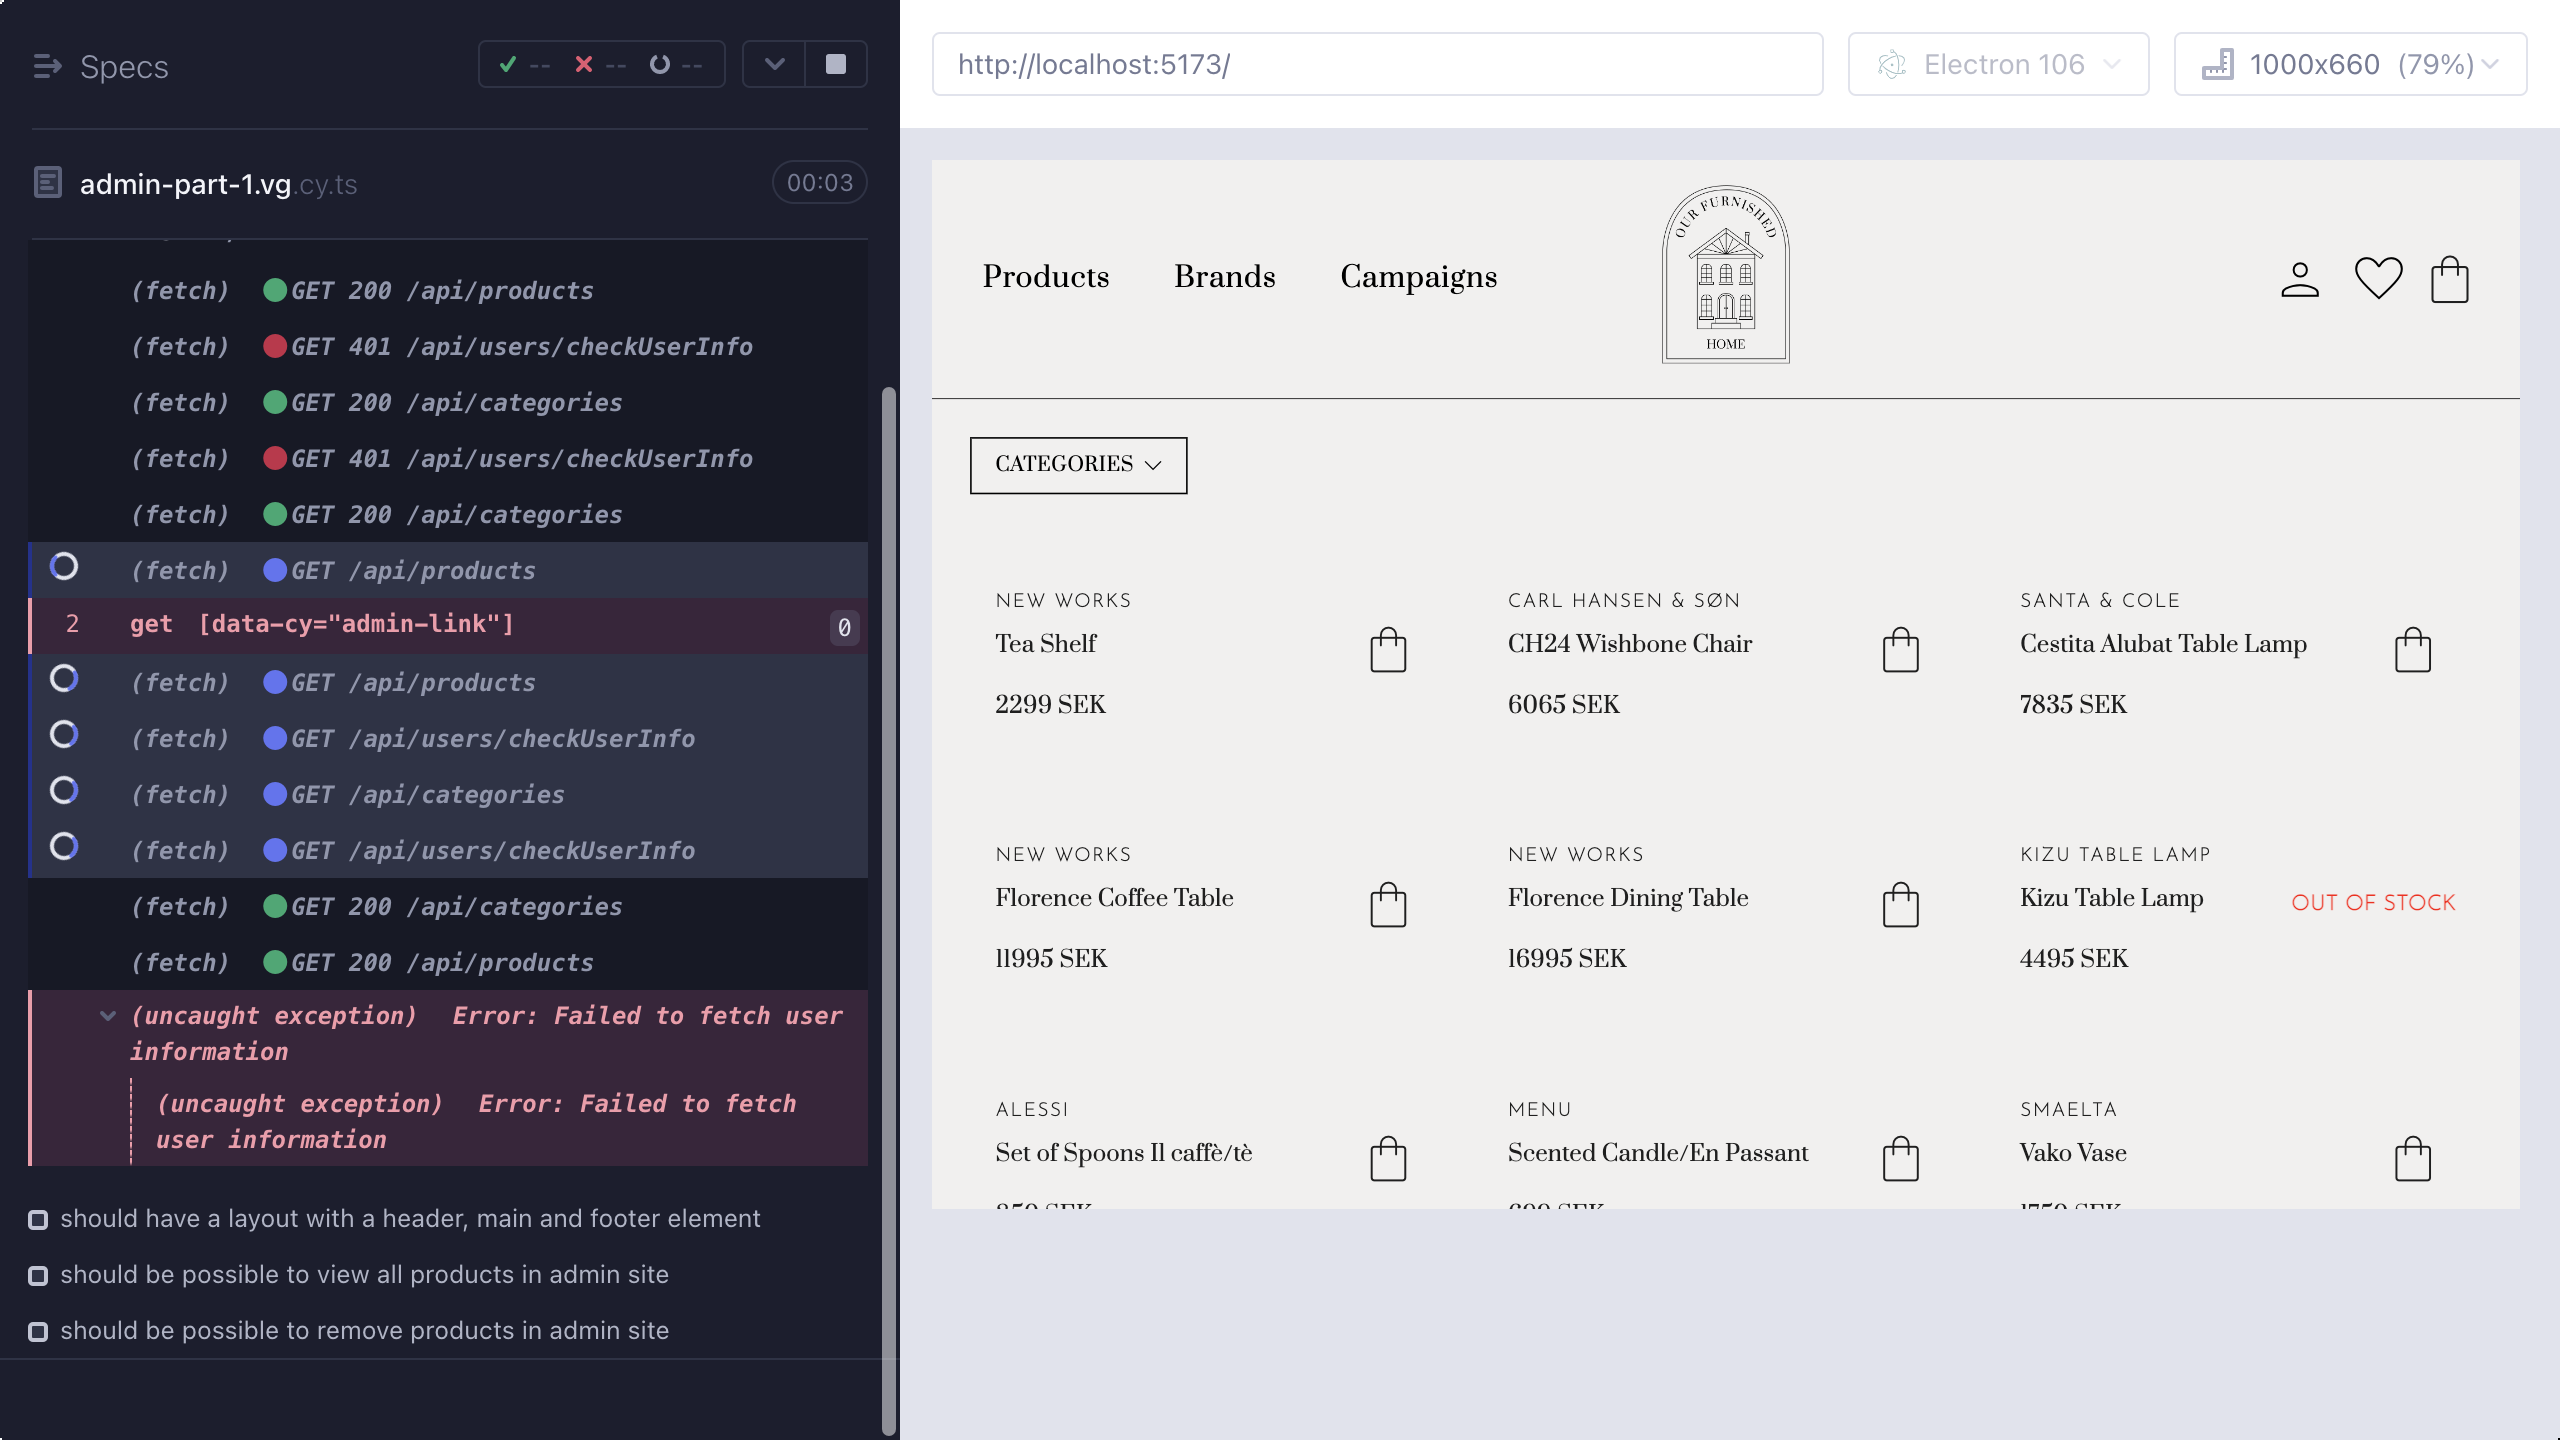 Specs
-- -- --
admin-part-1.vg.cy.ts 00:03
(fetch) GET 200 /api/products
(fetch) GET 401 /api/users/checkUserInfo
(fetch) GET 200 /api/categories
(fetch) GET 401 /api/users/checkUserInfo
(fetch) GET 200 /api/categories
(fetch) GET /api/products
2 get [data-cy="admin-link"] 0
(fetch) GET /api/products
(fetch) GET /api/users/checkUserInfo
(fetch) GET /api/categories
(fetch) GET /api/users/checkUserInfo
(fetch) GET 200 /api/categories
(fetch) GET 200 /api/products
(uncaught exception) Error: Failed to fetch user
information
(uncaught exception) Error: Failed to fetch
user information
should have a layout with a header, main and footer element
should be possible to view all products in admin site
should be possible to remove products in admin site
http://localhost:5173/
Electron 106
1000x660 (79%)
Products Brands Campaigns
OUR FURNISHED
HOME
CATEGORIES
NEW WORKS
Tea Shelf
2299 SEK
CARL HANSEN & SØN
CH24 Wishbone Chair
6065 SEK
SANTA & COLE
Cestita Alubat Table Lamp
7835 SEK
NEW WORKS
Florence Coffee Table
11995 SEK
NEW WORKS
Florence Dining Table
16995 SEK
KIZU TABLE LAMP
Kizu Table Lamp
OUT OF STOCK
4495 SEK
ALESSI
Set of Spoons Il caffè/tè
MENU
Scented Candle/En Passant
SMAELTA
Vako Vase